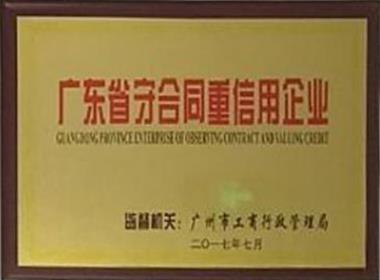 广东省守合同重信用企业
GUANGDONG PROVINCE ENTERPRISE OF OBSERVING CONTRACT AND VALUING CREDIT
机关：广州市工商行政管理局
二〇一七年七月